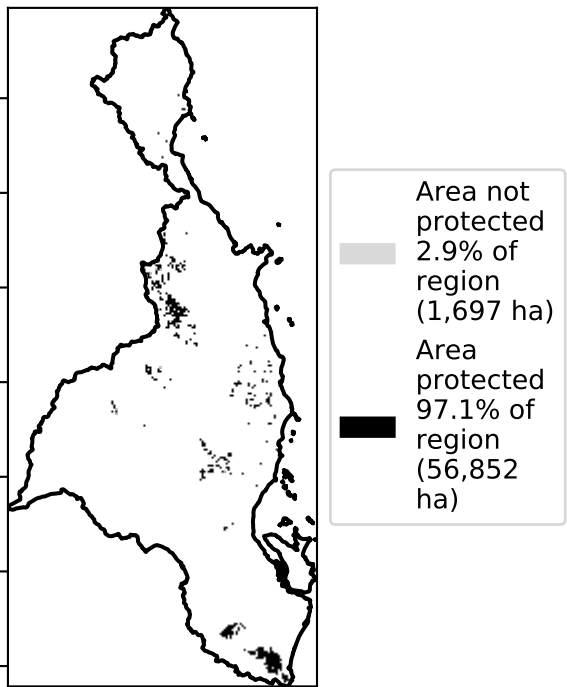 Area not
protected
2.9% of
region
(1,697 ha)
Area
protected
97.1% of
region
(56,852
ha)